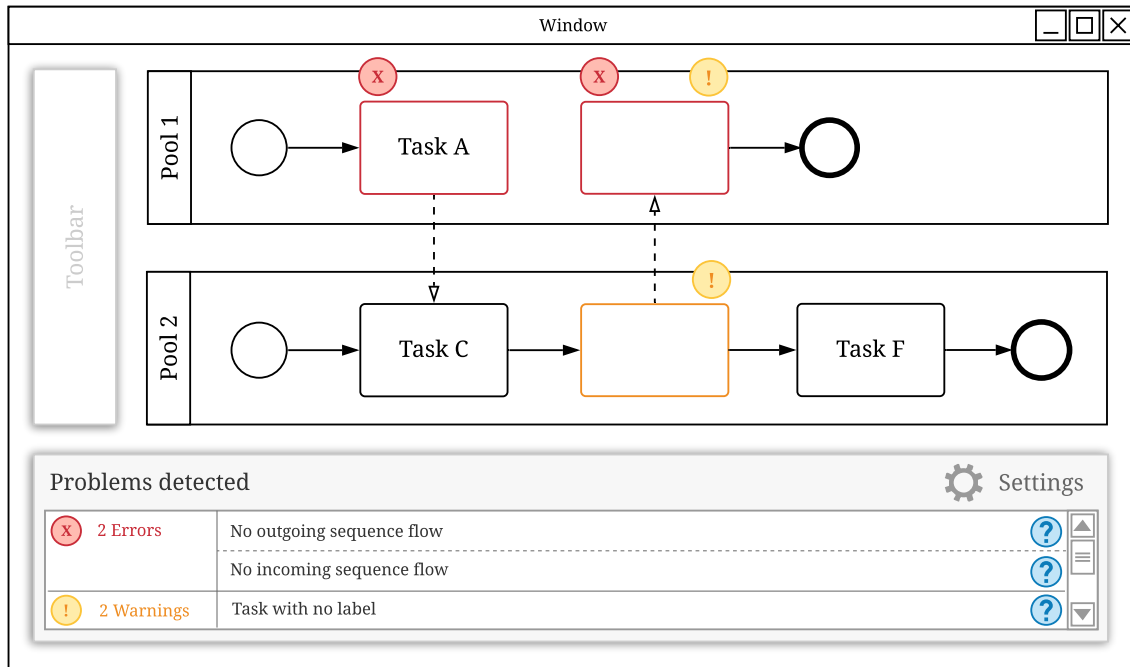 Window
Toolbar
Pool 1
X
X
!
Task A
Pool 2
!
Task C
Task F
Problems detected
Settings
X 2 Errors
No outgoing sequence flow ?
No incoming sequence flow ?
! 2 Warnings
Task with no label ?